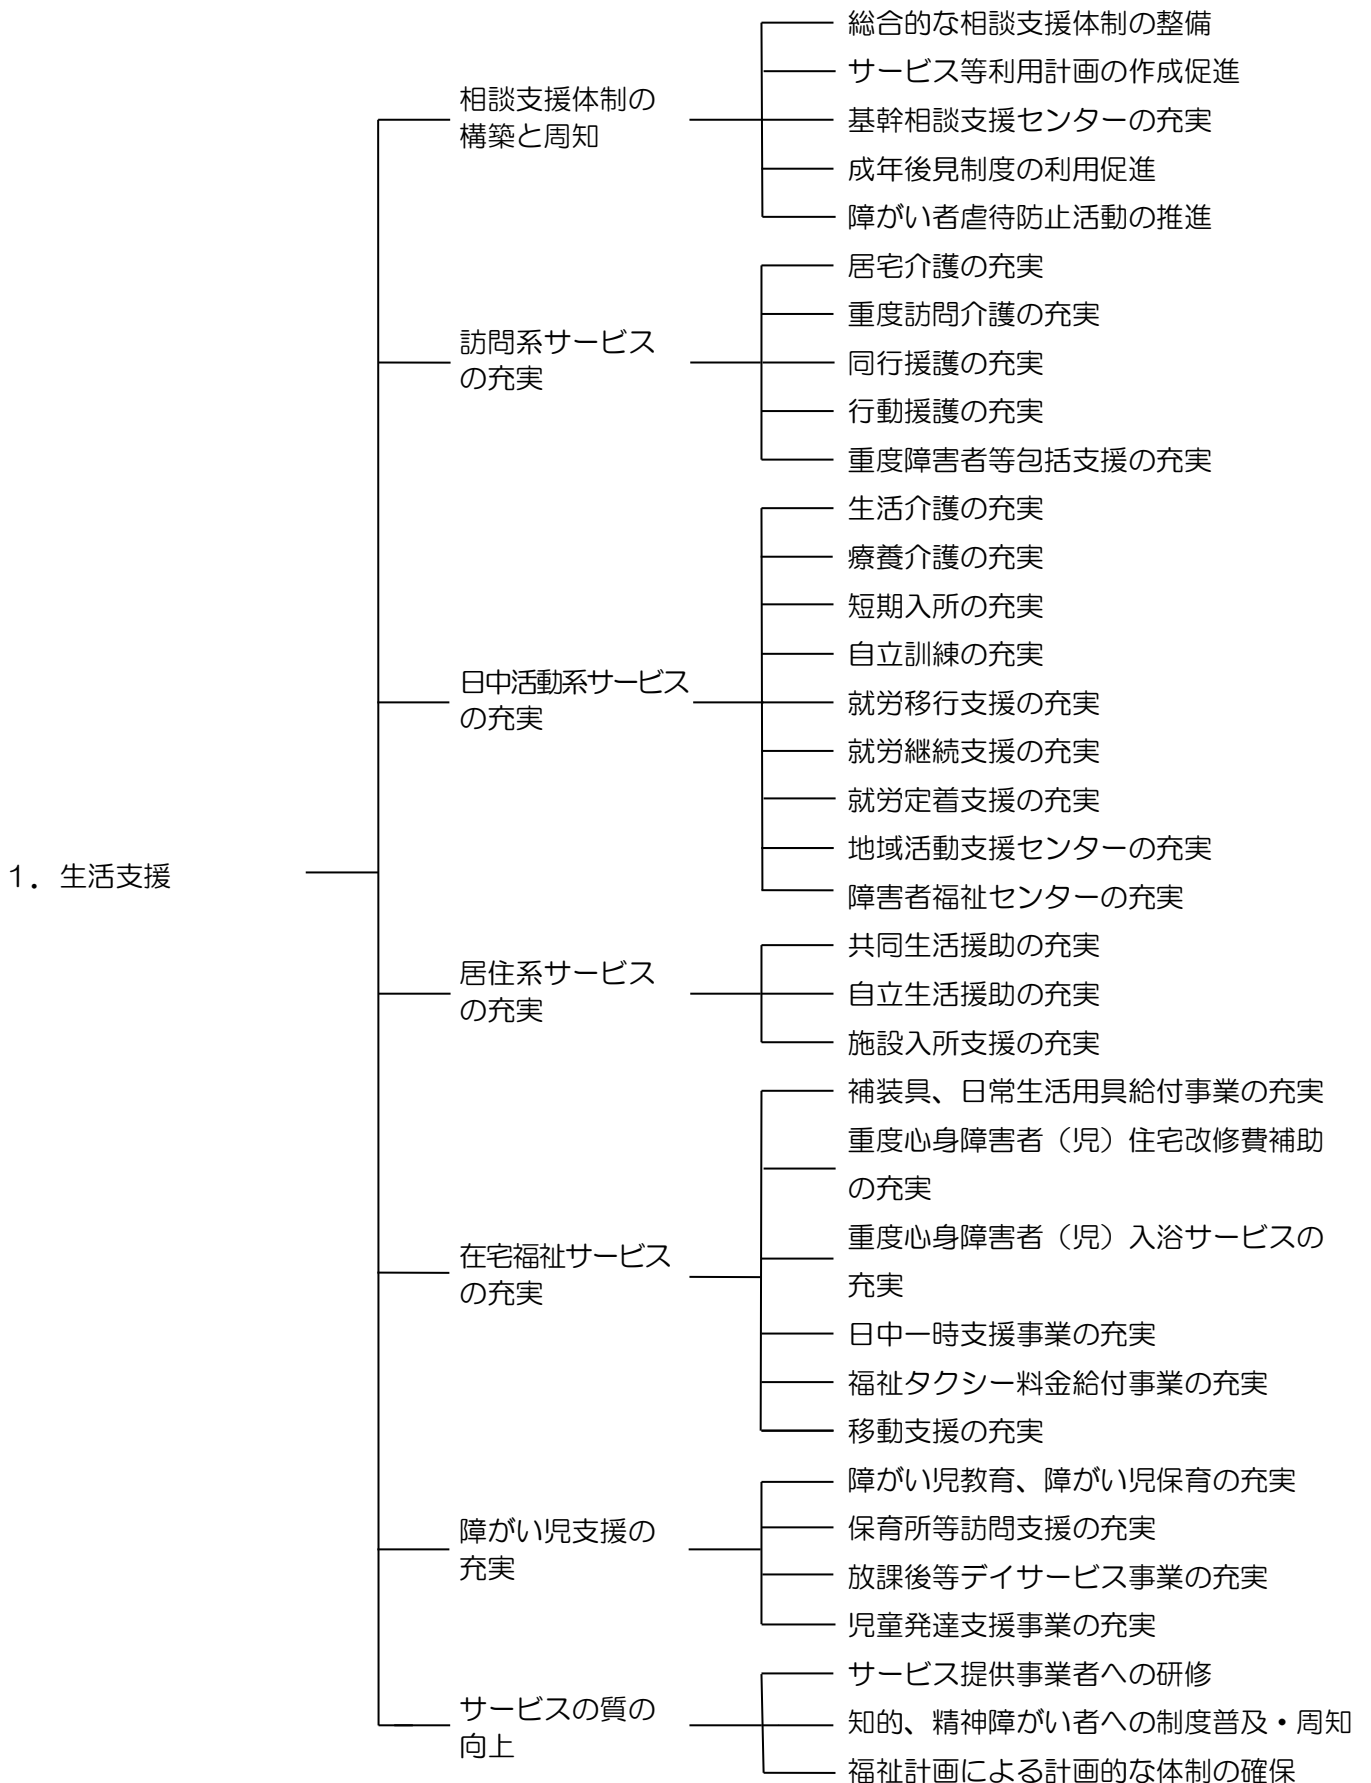 1．生活支援
相談支援体制の
構築と周知
総合的な相談支援体制の整備
サービス等利用計画の作成促進
基幹相談支援センターの充実
成年後見制度の利用促進
障がい者虐待防止活動の推進
訪問系サービス
の充実
居宅介護の充実
重度訪問介護の充実
同行援護の充実
行動援護の充実
重度障害者等包括支援の充実
日中活動系サービス
の充実
生活介護の充実
療養介護の充実
短期入所の充実
自立訓練の充実
就労移行支援の充実
就労継続支援の充実
就労定着支援の充実
地域活動支援センターの充実
障害者福祉センターの充実
居住系サービス
の充実
共同生活援助の充実
自立生活援助の充実
施設入所支援の充実
在宅福祉サービス
の充実
補装具、日常生活用具給付事業の充実
重度心身障害者（児）住宅改修費補助
の充実
重度心身障害者（児）入浴サービスの
充実
日中一時支援事業の充実
福祉タクシー料金給付事業の充実
移動支援の充実
障がい児支援の
充実
障がい児教育、障がい児保育の充実
保育所等訪問支援の充実
放課後等デイサービス事業の充実
児童発達支援事業の充実
サービスの質の
向上
サービス提供事業者への研修
知的、精神障がい者への制度普及・周知
福祉計画による計画的な体制の確保